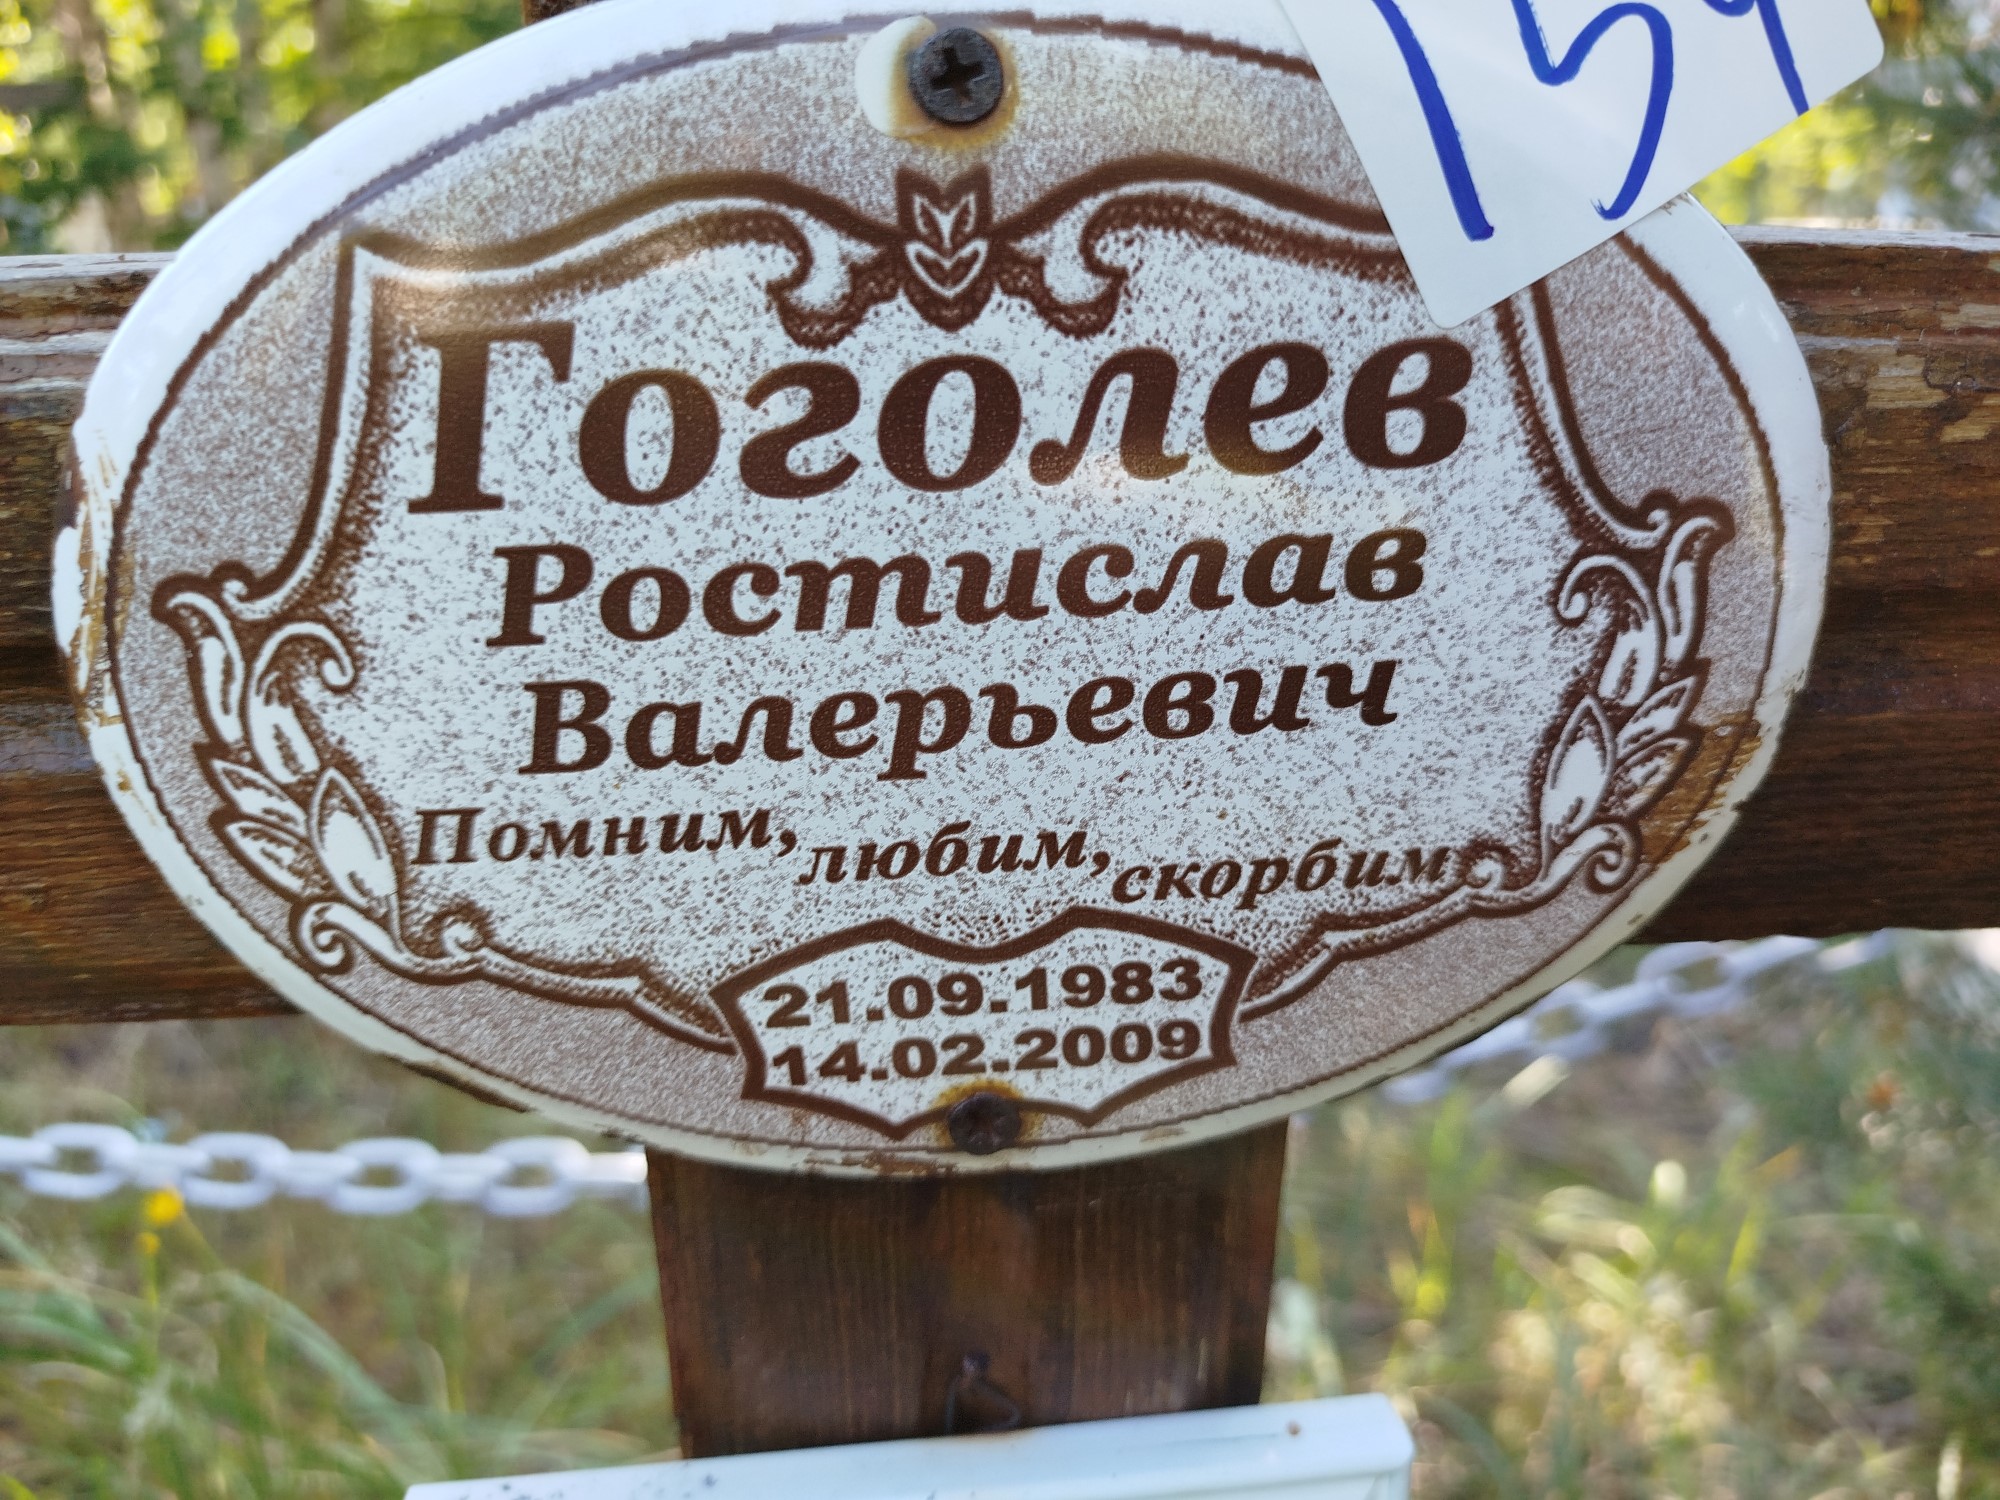 Гоголев
Ростислав
Валерьевич
Помним, любим, скорбим
21.09.1983
14.02.2009